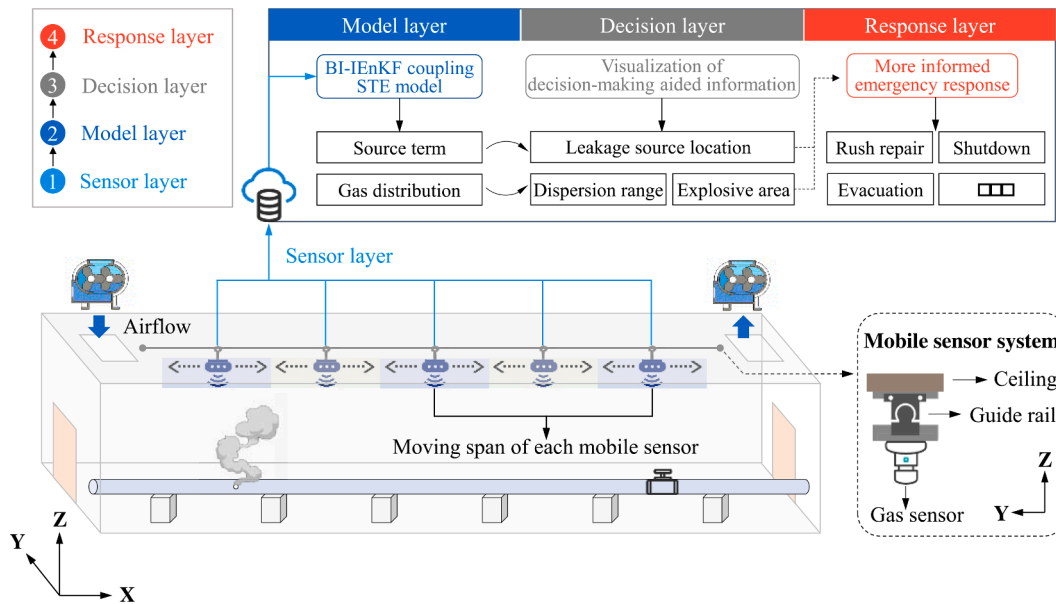 4 Response layer
3 Decision layer
2 Model layer
1 Sensor layer
Model layer
Decision layer
Response layer
BI-IEnKF coupling
STE model
Visualization of
decision-making aided information
More informed
emergency response
Source term
Leakage source location
Rush repair
Shutdown
Gas distribution
Dispersion range
Explosive area
Evacuation
Sensor layer
Airflow
Moving span of each mobile sensor
Mobile sensor system
Ceiling
Guide rail
Gas sensor
Z
Y
Z
Y
X